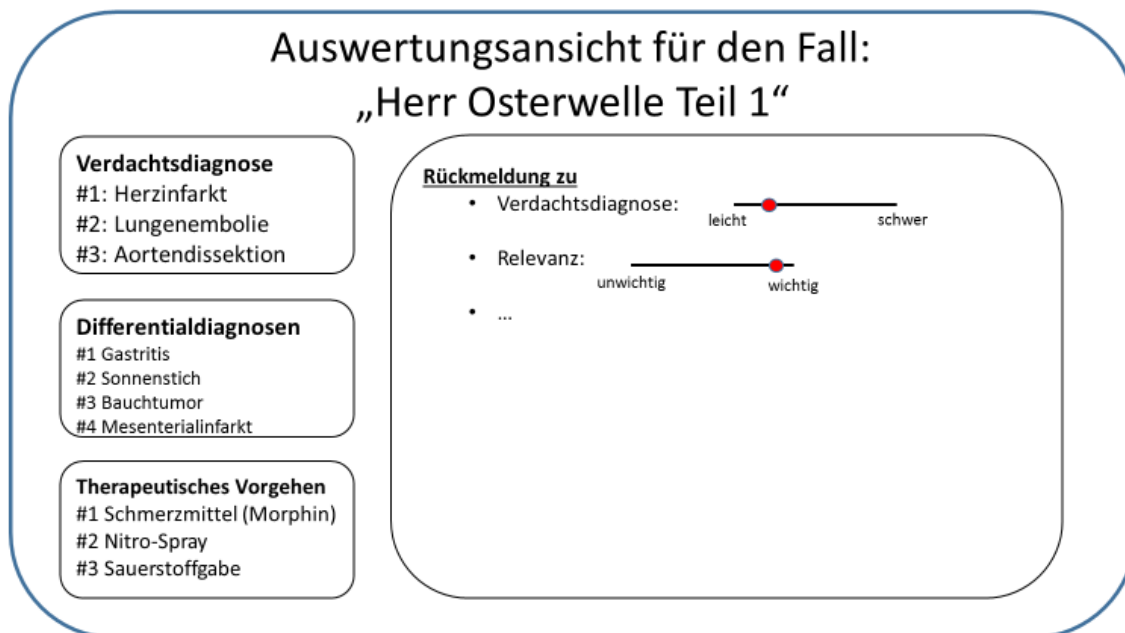 Auswertungsansicht für den Fall:
„Herr Osterwelle Teil 1“
Verdachtsdiagnose
#1: Herzinfarkt
#2: Lungenembolie
#3: Aortendissektion
Differentialdiagnosen
#1 Gastritis
#2 Sonnenstich
#3 Bauchtumor
#4 Mesenterialinfarkt
Therapeutisches Vorgehen
#1 Schmerzmittel (Morphin)
#2 Nitro-Spray
#3 Sauerstoffgabe
Rückmeldung zu
• Verdachtsdiagnose:
leicht schwer
• Relevanz:
unwichtig wichtig
• ...